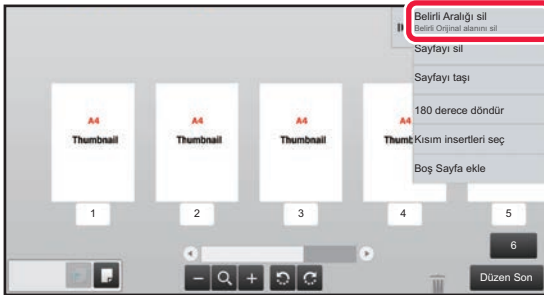 Belirli Aralığı sil
Belirli Orijinal alanını sil
Sayfayı sil
Sayfayı taşı
180 derece döndür
Kısım insertleri seç
Boş Sayfa ekle
A4
Thumbnail
A4
Thumbnail
A4
Thumbnail
A4
Thumb
1
2
3
4
5
6
Düzen Son